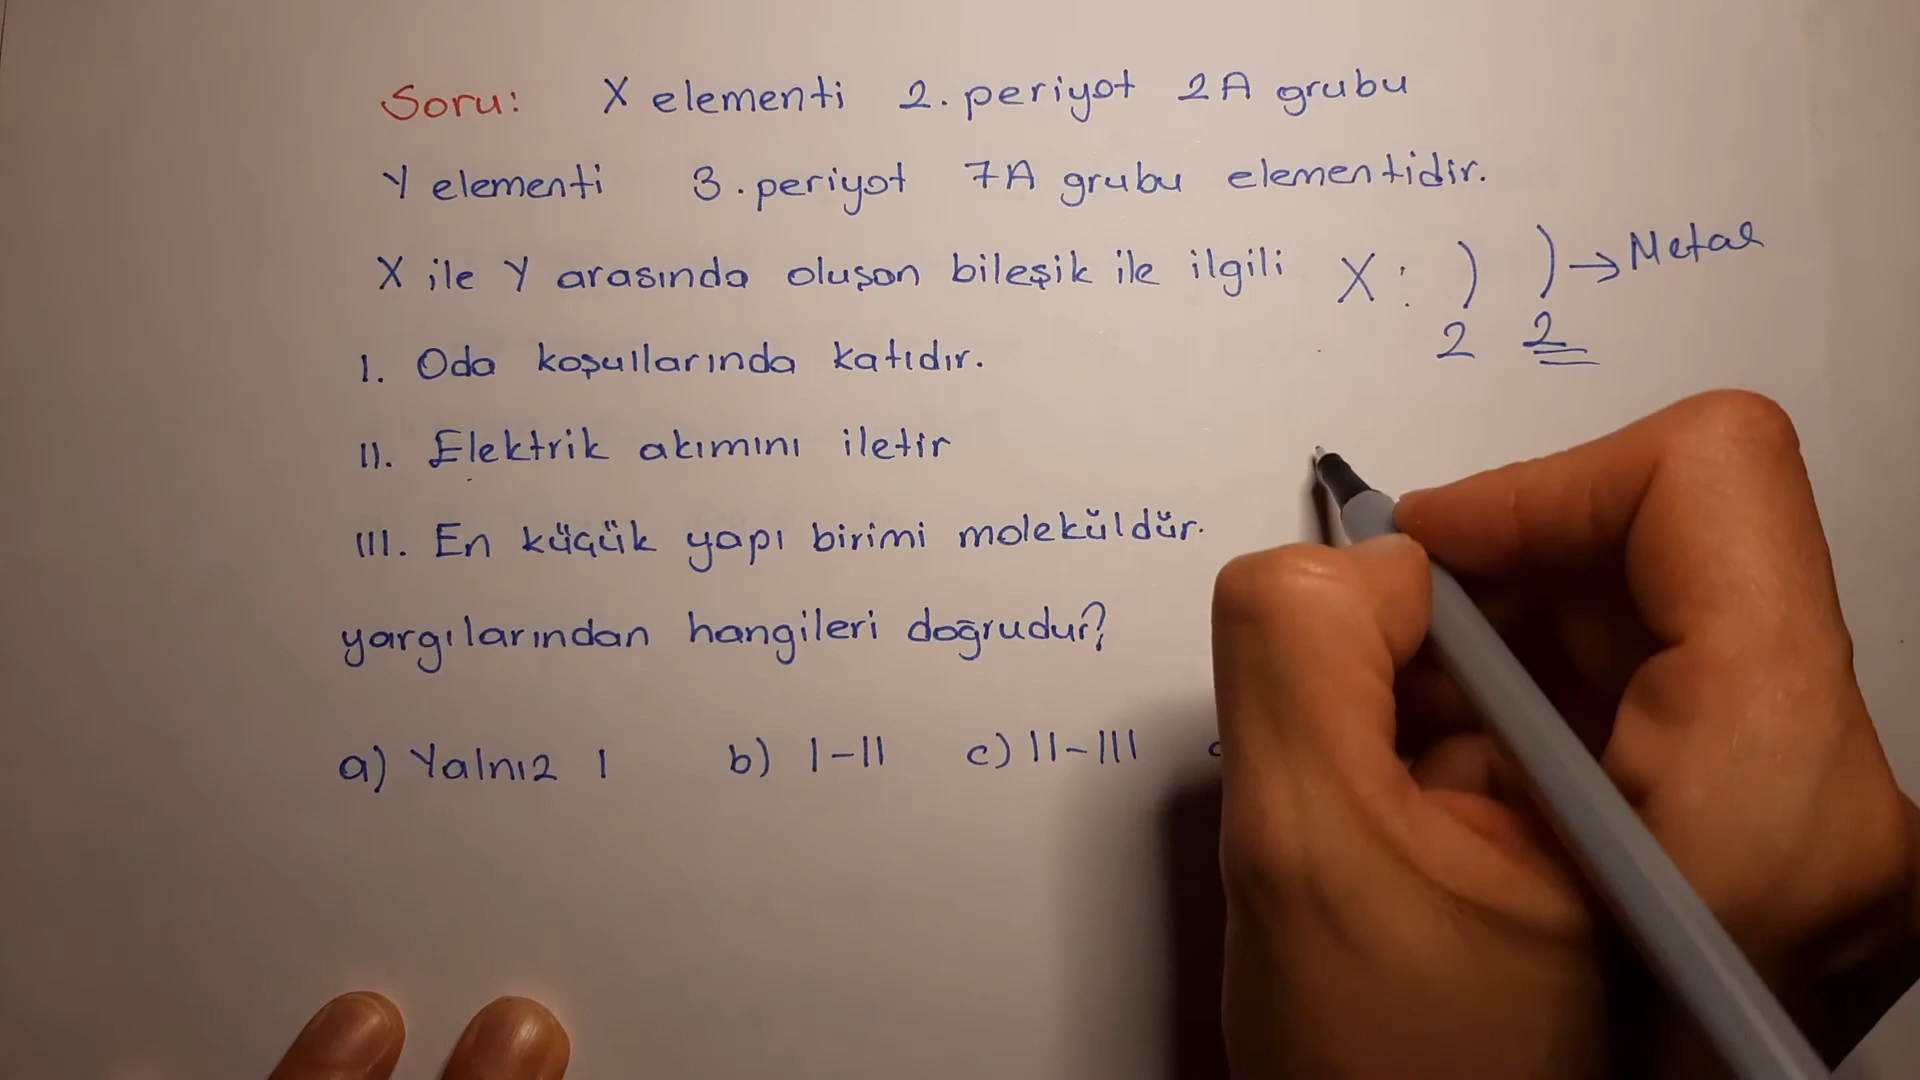 Soru: X elementi 2. periyot 2A grubu
Y elementi 3. periyot 7A grubu elementidir.
X ile Y arasında oluşan bileşik ile ilgili
X: ) ) → Metal
2 2
I. Oda koşullarında katıdır.
II. Elektrik akımını iletir
III. En küçük yapı birimi moleküldür.
yargılarından hangileri doğrudur?
a) Yalnız I b) I-II c) II-III